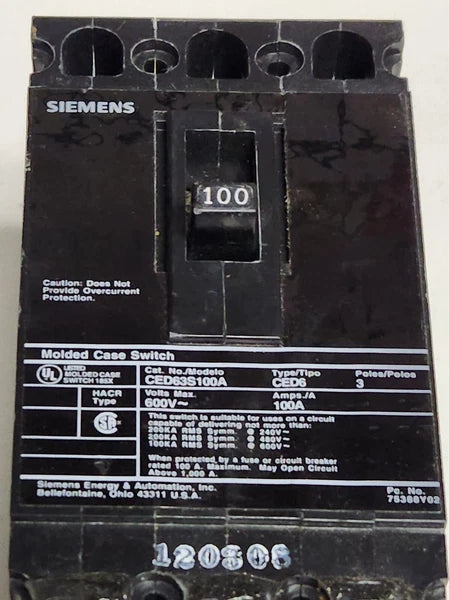 SIEMENS
100
Caution: Does Not
Provide Overcurrent
Protection.
Molded Case Switch
UL LISTED
MOLDED CASE
SWITCH 185X
Cat. No./Modelo
CED63S100A
Type/Tipo
CED6
Poles/Polos
3
HACR
Type
Volts Max.
600V~
Amps./A
100A
This switch is suitable for uses on a circuit
capable of delivering not more than:
200KA RMS Symm. @ 240V~
200KA RMS Symm. @ 480V~
100KA RMS Symm. @ 600V~
When protected by a fuse or circuit breaker
rated 100 A. Maximum. May Open Circuit
Above 1,000 A.
Siemens Energy & Automation, Inc.
Bellefontaine, Ohio 43311 U.S.A.
Pc. No.
75388Y02